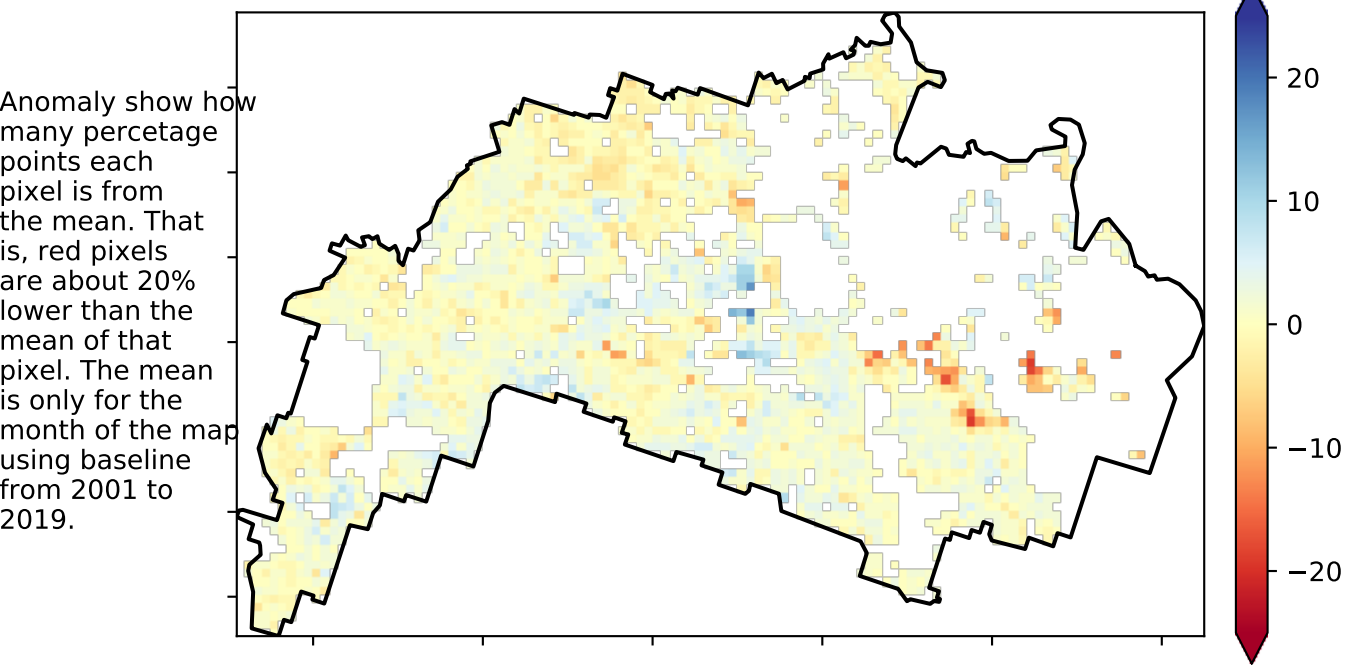 Anomaly show how
many percetage
points each
pixel is from
the mean. That
is, red pixels
are about 20%
lower than the
mean of that
pixel. The mean
is only for the
month of the map
using baseline
from 2001 to
2019.
20
10
0
−10
−20